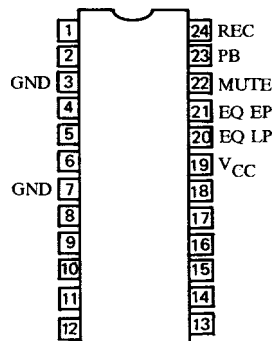 1 24 REC
2 23 PB
GND 3 22 MUTE
4 21 EQ EP
5 20 EQ LP
6 19 VCC
GND 7 18
8 17
9 16
10 15
11 14
12 13